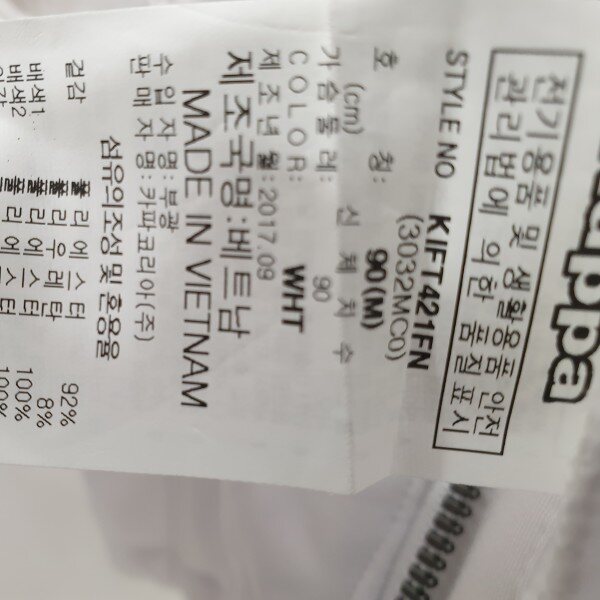 kappa
전기용품 및 생활용품 안전
관리법에 의한 품질 표시
STYLE NO KIFT421FN
(3032MC0)
호 칭: 90(M)
(cm) 신 체 치 수
가슴둘레: 90
COLOR: WHT
제조년월: 2017.09
제조국명:베트남
MADE IN VIETNAM
수 입 자 명: 부광
판 매 자 명: 카파코리아(주)
섬유의 조성 및 혼용율
겉감 폴리에스터 92%
폴리우레탄 8%
배색1 폴리에스터 100%
배색2 폴리에스터 100%